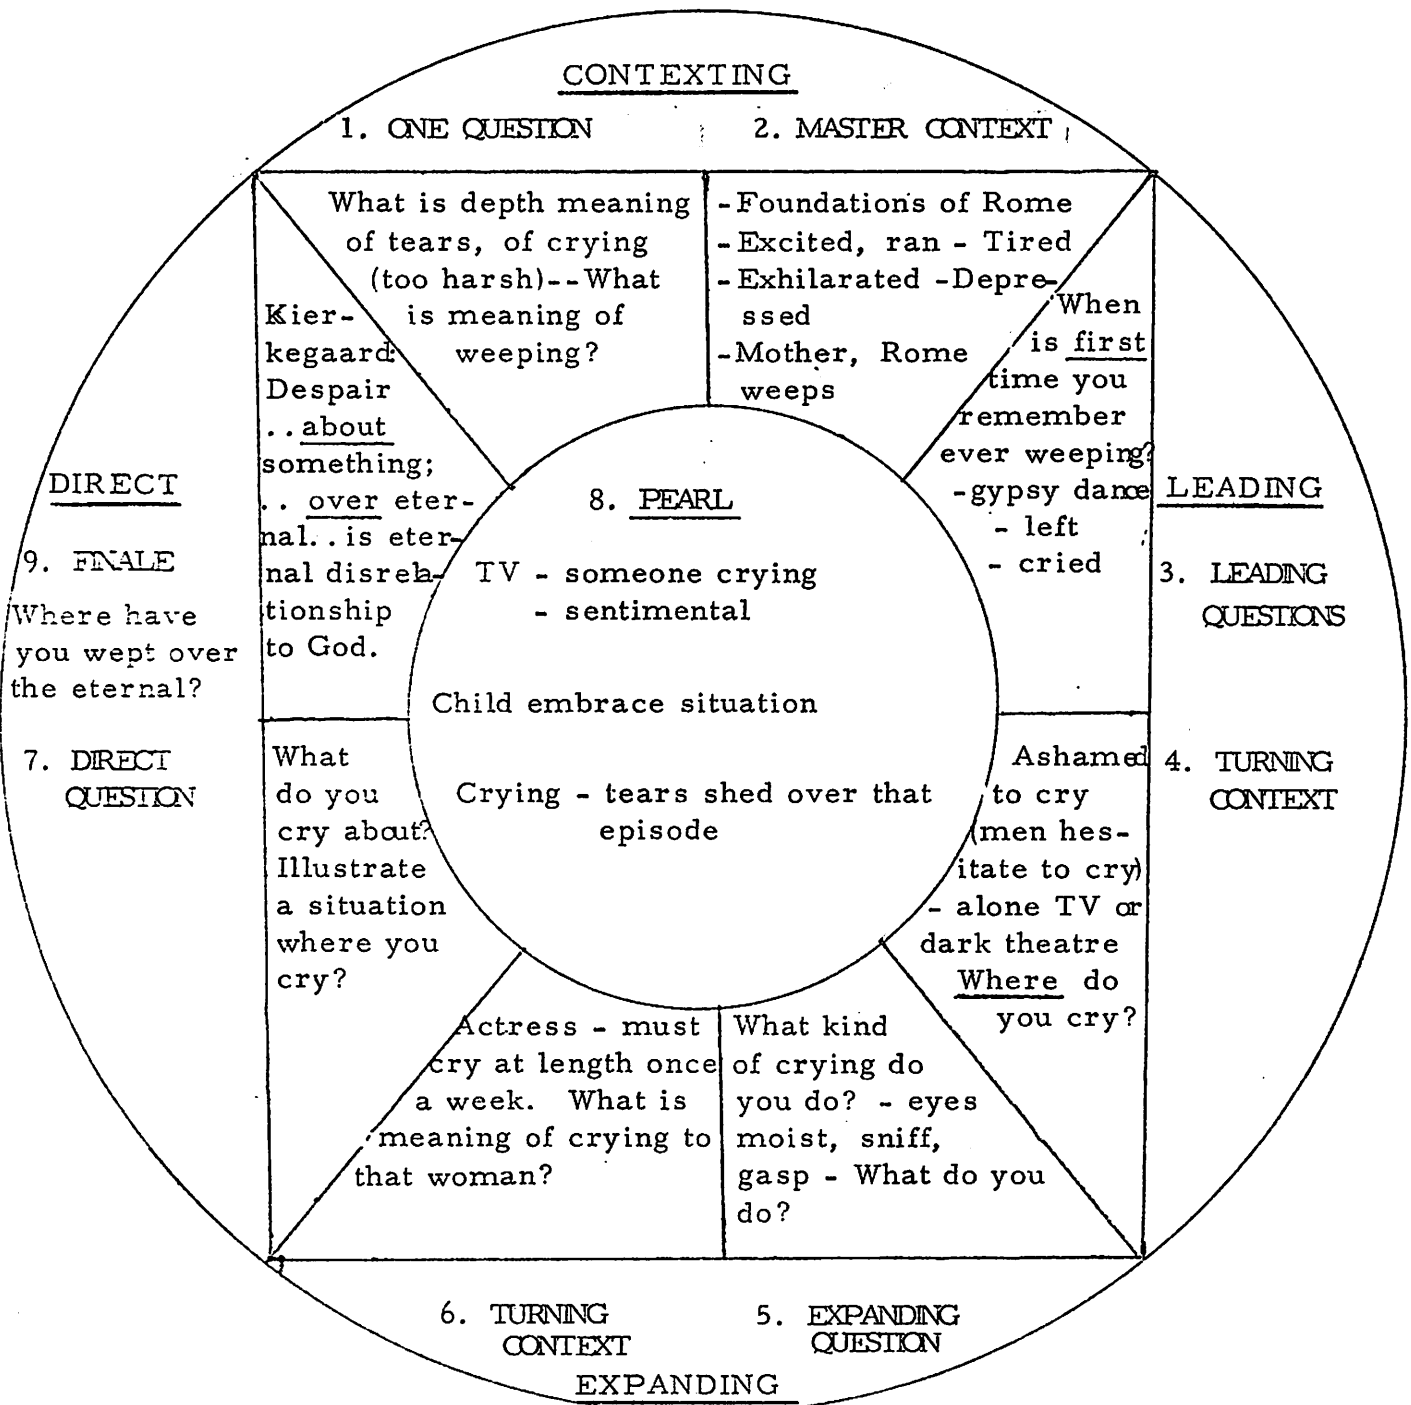 CONTEXTING
1. ONE QUESTION
2. MASTER CONTEXT
What is depth meaning
of tears, of crying
(too harsh)--What
is meaning of
weeping?
-Foundations of Rome
-Excited, ran - Tired
-Exhilarated -Depre-
ssed
-Mother, Rome
weeps
LEADING
3. LEADING
QUESTIONS
When
is first
time you
remember
ever weeping?
-gypsy dance
- left
- cried
4. TURNING
CONTEXT
Ashamed
to cry
(men hes-
itate to cry)
- alone TV or
dark theatre
Where do
you cry?
What kind
of crying do
you do? - eyes
moist, sniff,
gasp - What do you
do?
5. EXPANDING
QUESTION
Actress - must
cry at length once
a week. What is
meaning of crying to
that woman?
6. TURNING
CONTEXT
EXPANDING
DIRECT
7. DIRECT
QUESTION
What
do you
cry about?
Illustrate
a situation
where you
cry?
8. PEARL
TV - someone crying
- sentimental
Child embrace situation
Crying - tears shed over that
episode
9. FINALE
Where have
you wept over
the eternal?
Kier-
kegaard:
Despair
..about
something;
.. over eter-
nal..is eter-
nal disrela-
tionship
to God.